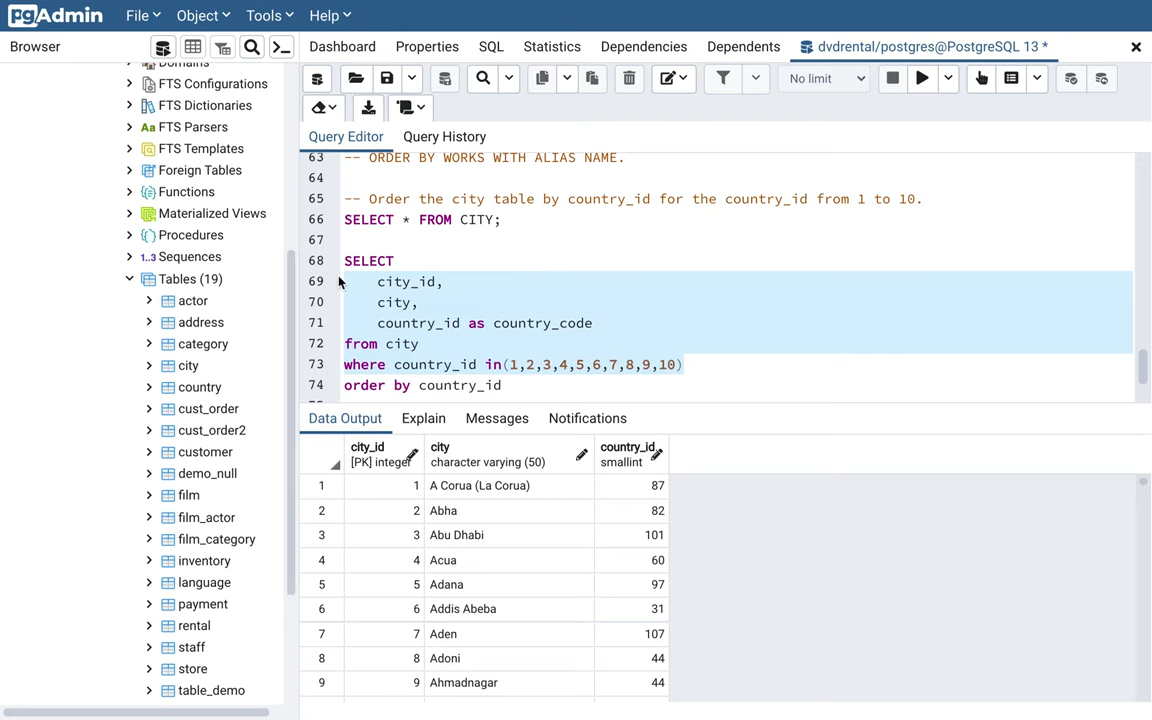 pgAdmin File Object Tools Help
Browser
Dashboard Properties SQL Statistics Dependencies Dependents dvdrental/postgres@PostgreSQL 13 *
No limit
Domains
FTS Configurations
FTS Dictionaries
Aa FTS Parsers
FTS Templates
Foreign Tables
Functions
Materialized Views
Procedures
1..3 Sequences
Tables (19)
actor
address
category
city
country
cust_order
cust_order2
customer
demo_null
film
film_actor
film_category
inventory
language
payment
rental
staff
store
table_demo
Query Editor Query History
63 -- ORDER BY WORKS WITH ALIAS NAME.
64
65 -- Order the city table by country_id for the country_id from 1 to 10.
66 SELECT * FROM CITY;
67
68 SELECT
69 city_id,
70 city,
71 country_id as country_code
72 from city
73 where country_id in(1,2,3,4,5,6,7,8,9,10)
74 order by country_id
Data Output Explain Messages Notifications
city_id city country_id
[PK] integer character varying (50) smallint
1 1 A Corua (La Corua) 87
2 2 Abha 82
3 3 Abu Dhabi 101
4 4 Acua 60
5 5 Adana 97
6 6 Addis Abeba 31
7 7 Aden 107
8 8 Adoni 44
9 9 Ahmadnagar 44